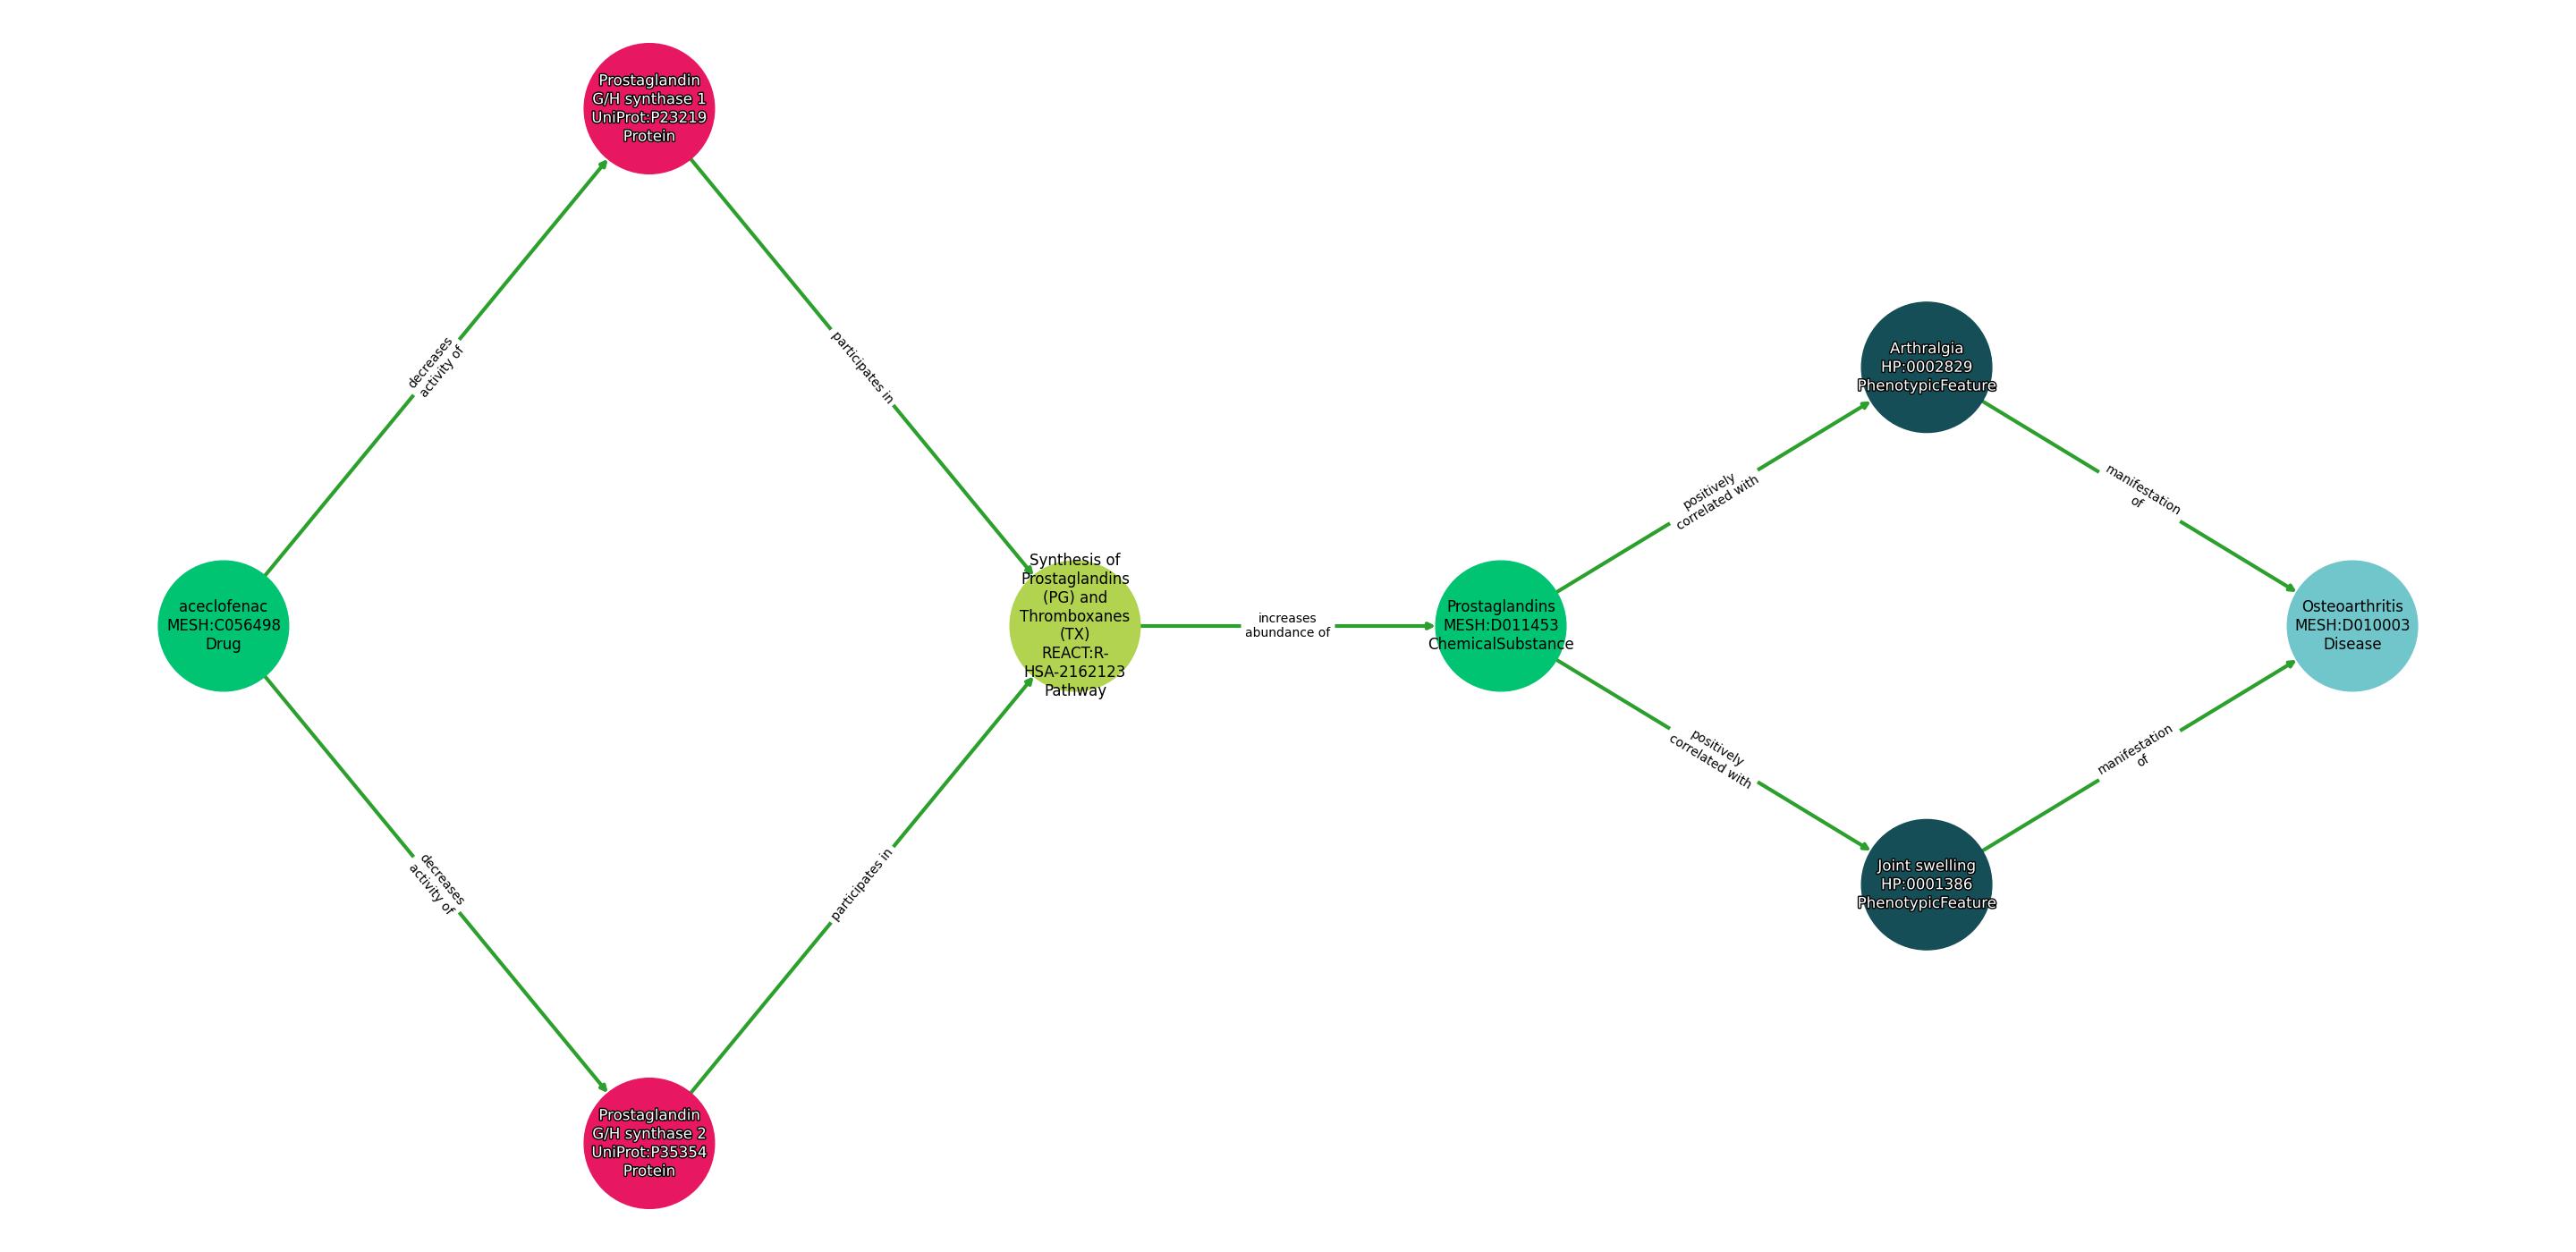 Prostaglandin
G/H synthase 1
UniProt:P23219
Protein
decreases
activity of
participates in
aceclofenac
MESH:C056498
Drug
Synthesis of
Prostaglandins
(PG) and
Thromboxanes
(TX)
REACT:R-
HSA-2162123
Pathway
increases
abundance of
Prostaglandins
MESH:D011453
ChemicalSubstance
positively
correlated with
Arthralgia
HP:0002829
PhenotypicFeature
manifestation
of
Osteoarthritis
MESH:D010003
Disease
positively
correlated with
Joint swelling
HP:0001386
PhenotypicFeature
manifestation
of
decreases
activity of
participates in
Prostaglandin
G/H synthase 2
UniProt:P35354
Protein